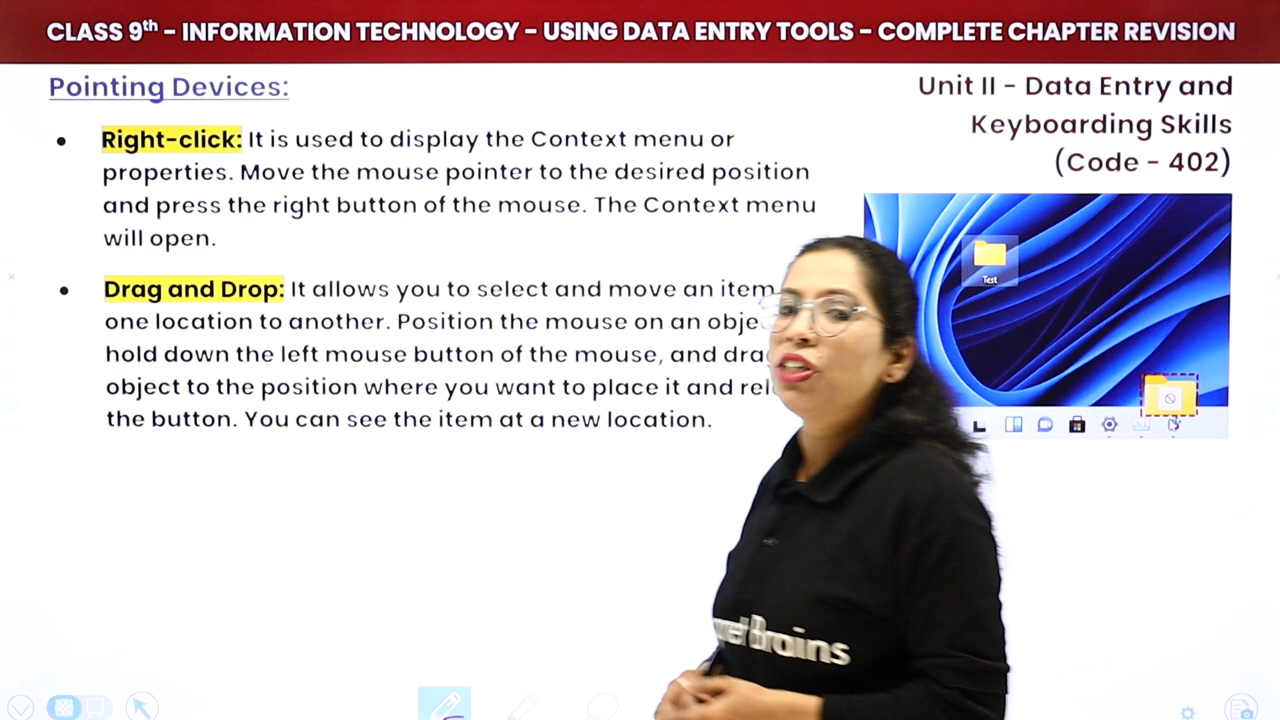 CLASS 9th - INFORMATION TECHNOLOGY - USING DATA ENTRY TOOLS - COMPLETE CHAPTER REVISION
Pointing Devices:
Unit II - Data Entry and
Keyboarding Skills
(Code - 402)
• Right-click: It is used to display the Context menu or
properties. Move the mouse pointer to the desired position
and press the right button of the mouse. The Context menu
will open.
• Drag and Drop: It allows you to select and move an item
one location to another. Position the mouse on an
hold down the left mouse button of the mouse, and
object to the position where you want to place it and
the button. You can see the item at a new location.
Test
Brains